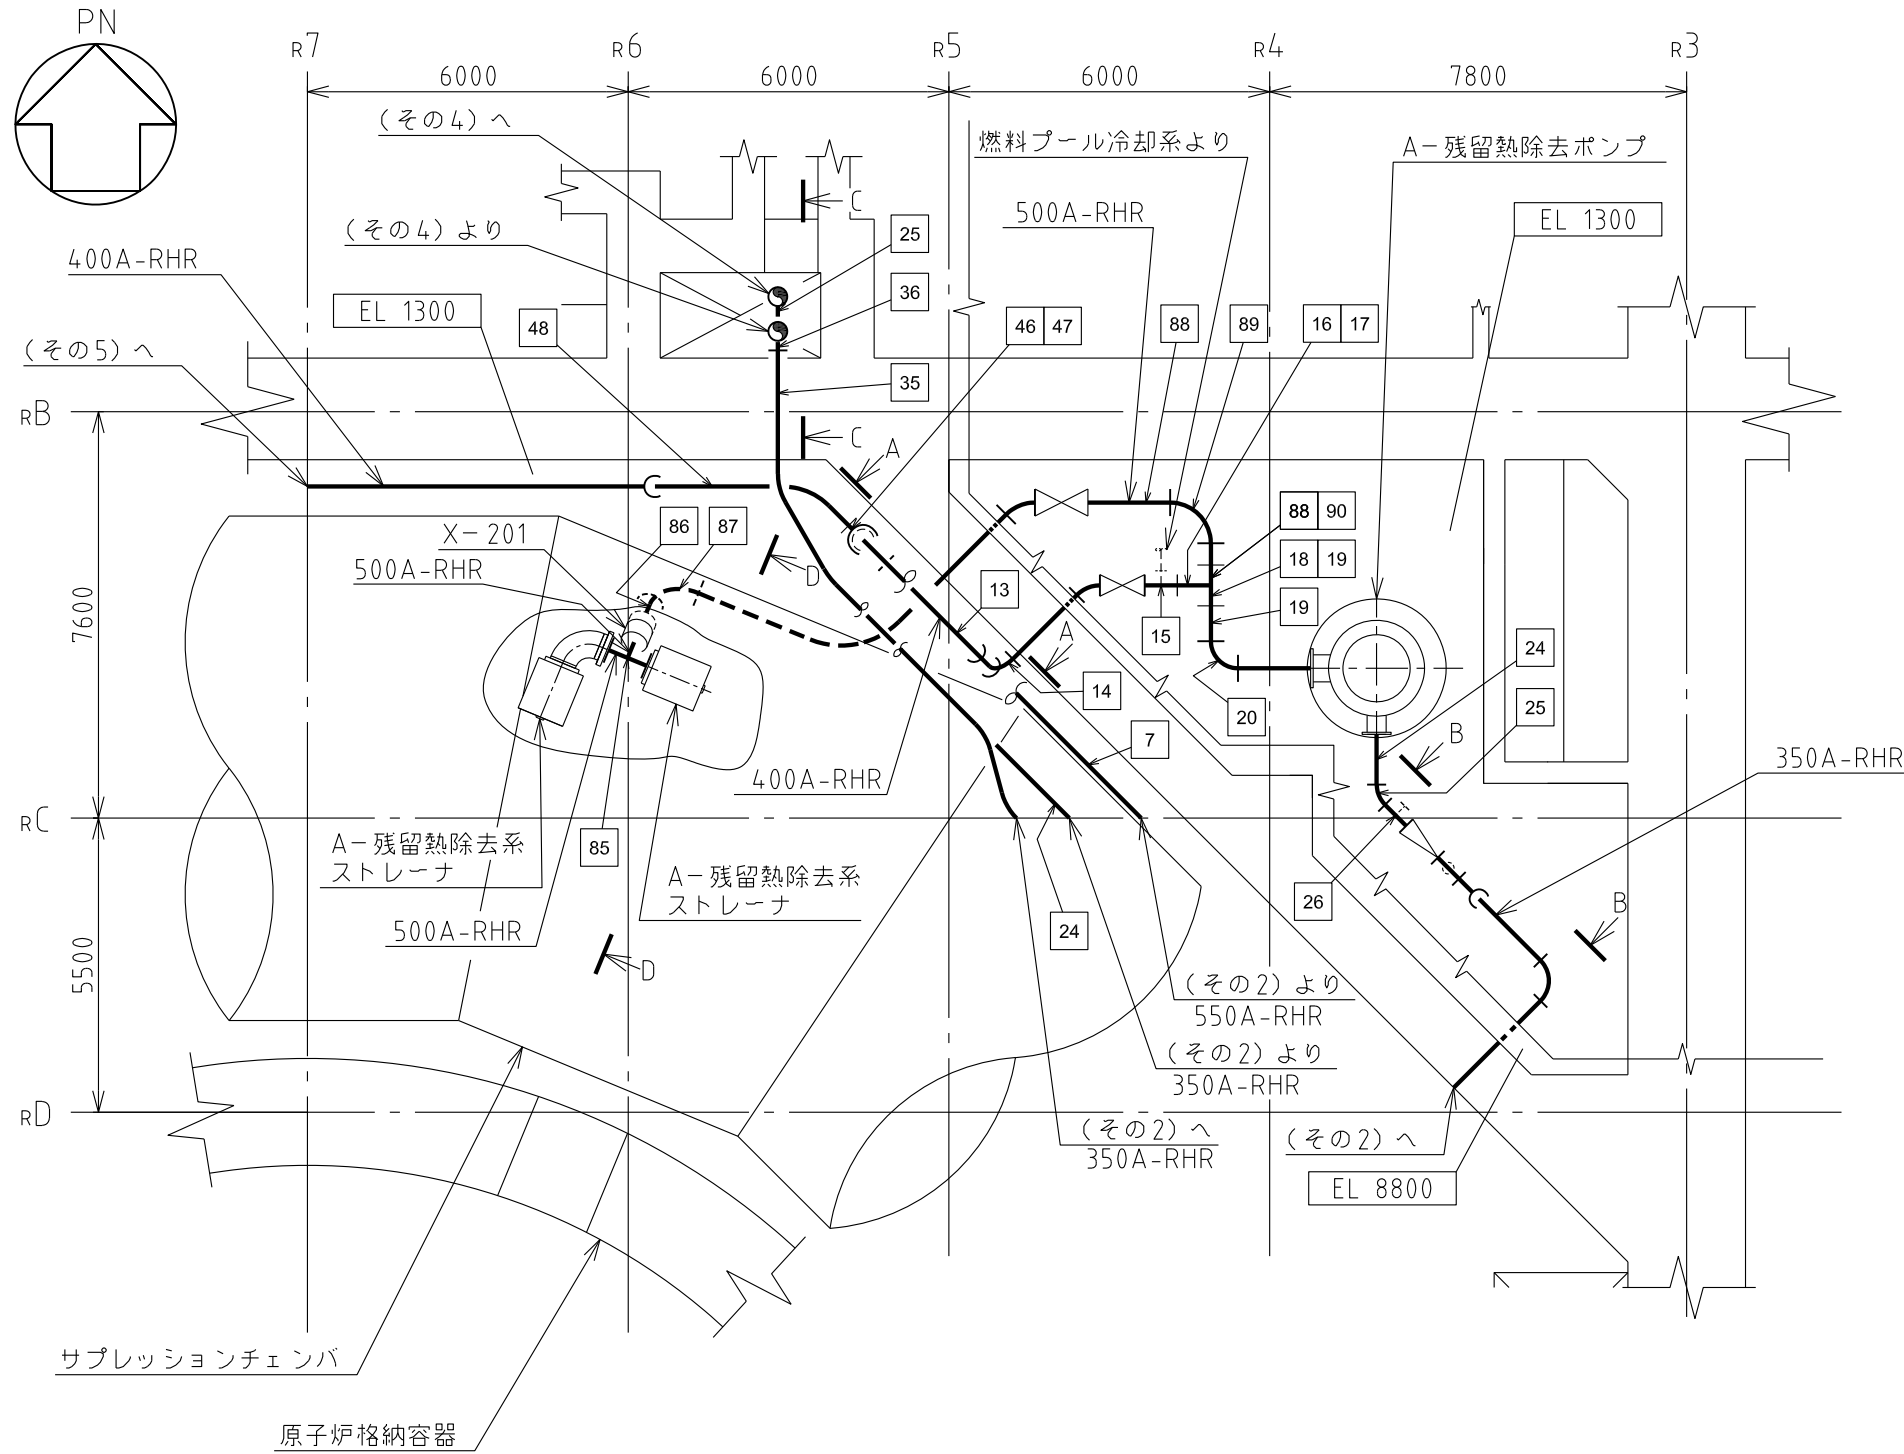 PN
R7
R6
R5
R4
R3
6000
6000
6000
7800
(その4)へ
燃料プール冷却系より
A-残留熱除去ポンプ
C
500A-RHR
EL 1300
(その4)より
25
400A-RHR
36
EL 1300
48
46 47
88
89
16 17
(その5)へ
35
RB
C
A
86
87
88 90
X-201
18 19
500A-RHR
D
13
19
7600
15
A
24
14
25
20
7
B
400A-RHR
350A-RHR
RC
A-残留熱除去系
ストレーナ
85
A-残留熱除去系
ストレーナ
26
B
500A-RHR
24
5500
D
(その2)より
550A-RHR
(その2)より
350A-RHR
RD
(その2)へ
350A-RHR
(その2)へ
EL 8800
サプレッションチェンバ
原子炉格納容器